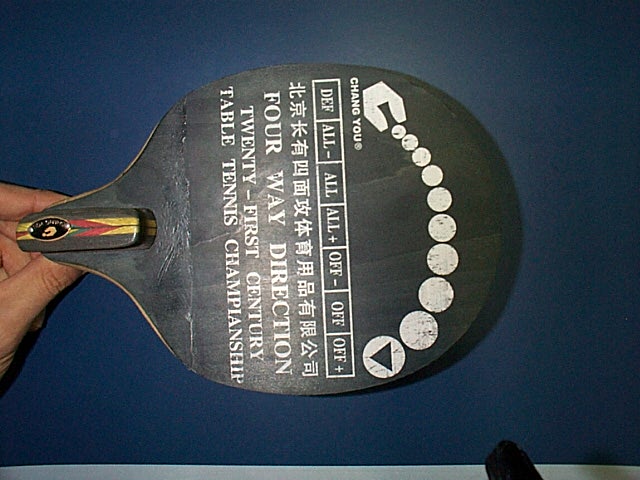 CHANG YOU®
DEF ALL- ALL ALL+ OFF- OFF OFF+
北京长有四面攻体育用品有限公司
FOUR WAY DIRECTION
TWENTY-FIRST CENTURY
TABLE TENNIS CHAMPIANSHIP